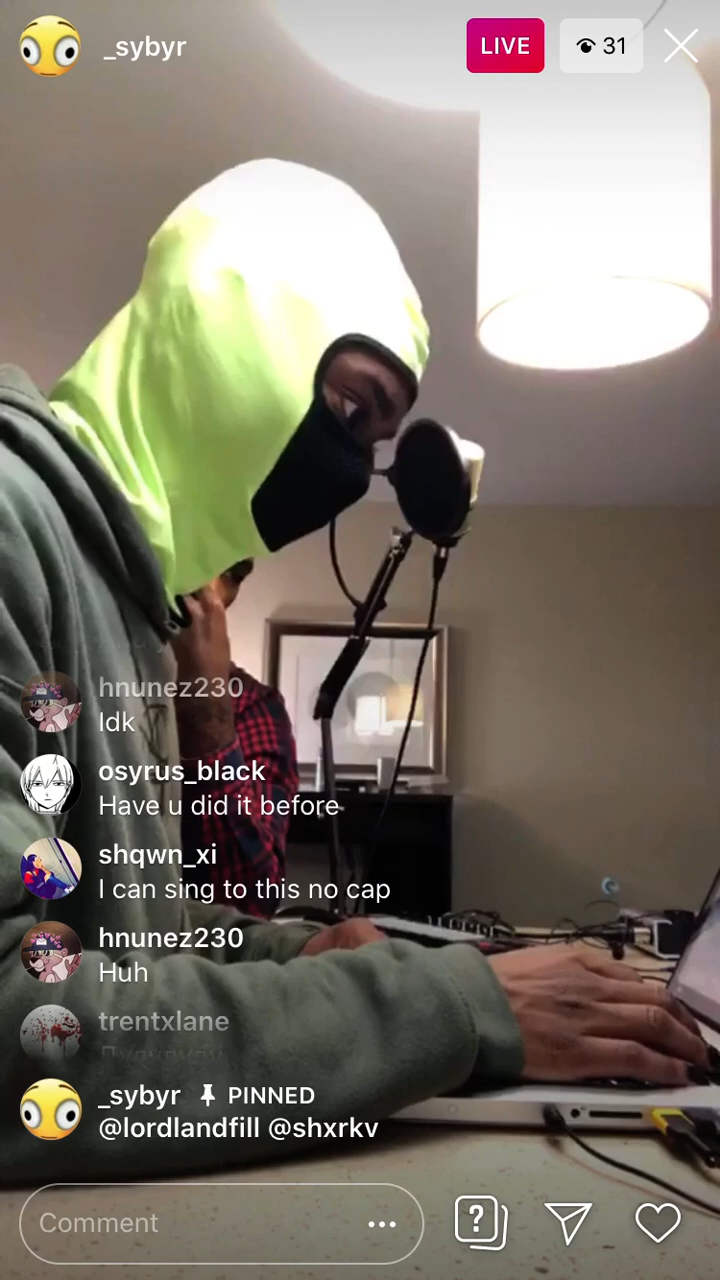 _sybyr
LIVE
31
hnunez230
Idk
osyrus_black
Have u did it before
shqwn_xi
I can sing to this no cap
hnunez230
Huh
trentxlane
_sybyr PINNED
@lordlandfill @shxrkv
Comment